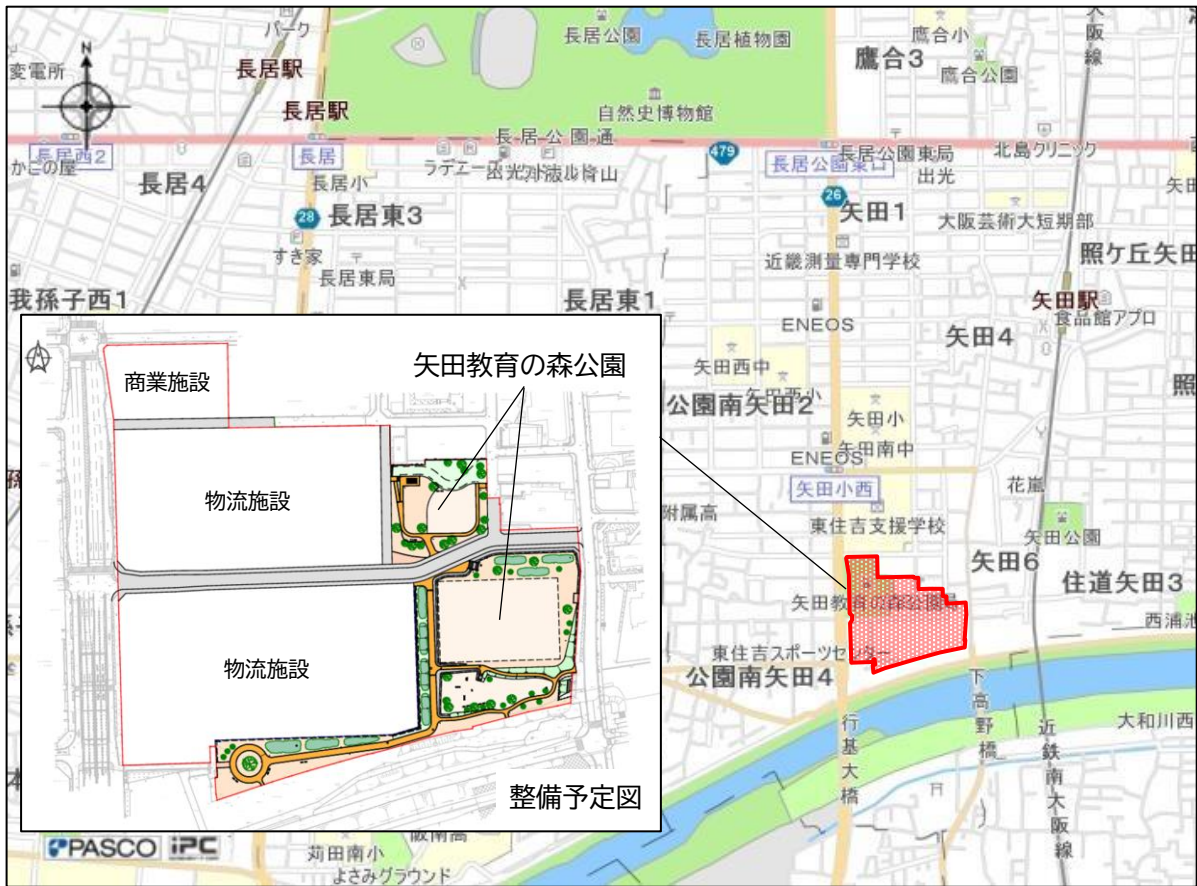 パーク
長居公園
長居植物園
鷹合小
鷹合3
鷹合公園
大阪線
変電所
N
長居駅
長居駅
自然史博物館
長居公園通
長居西2
長居
479
長居公園東口
長居公園東局
出光
北島クリニック
かごの屋
長居4
長居小
28
長居東3
26
矢田1
大阪芸術大短期部
すき家
長居東局
近畿測量専門学校
照ケ丘矢田
我孫子西1
長居東1
矢田駅
食品館アプロ
ENEOS
矢田4
矢田西中
矢田西小
公園南矢田2
矢田小
矢田南中
ENEOS
矢田小西
花嵐
附属高
東住吉支援学校
矢田公園
矢田6
住道矢田3
矢田教育の森公園
西浦池
東住吉スポーツセンター
公園南矢田4
下高野橋
行基大橋
近鉄南大阪線
大和川西
商業施設
矢田教育の森公園
物流施設
物流施設
整備予定図
PASCO iPC
阪南高
苅田南小
よさみグラウンド